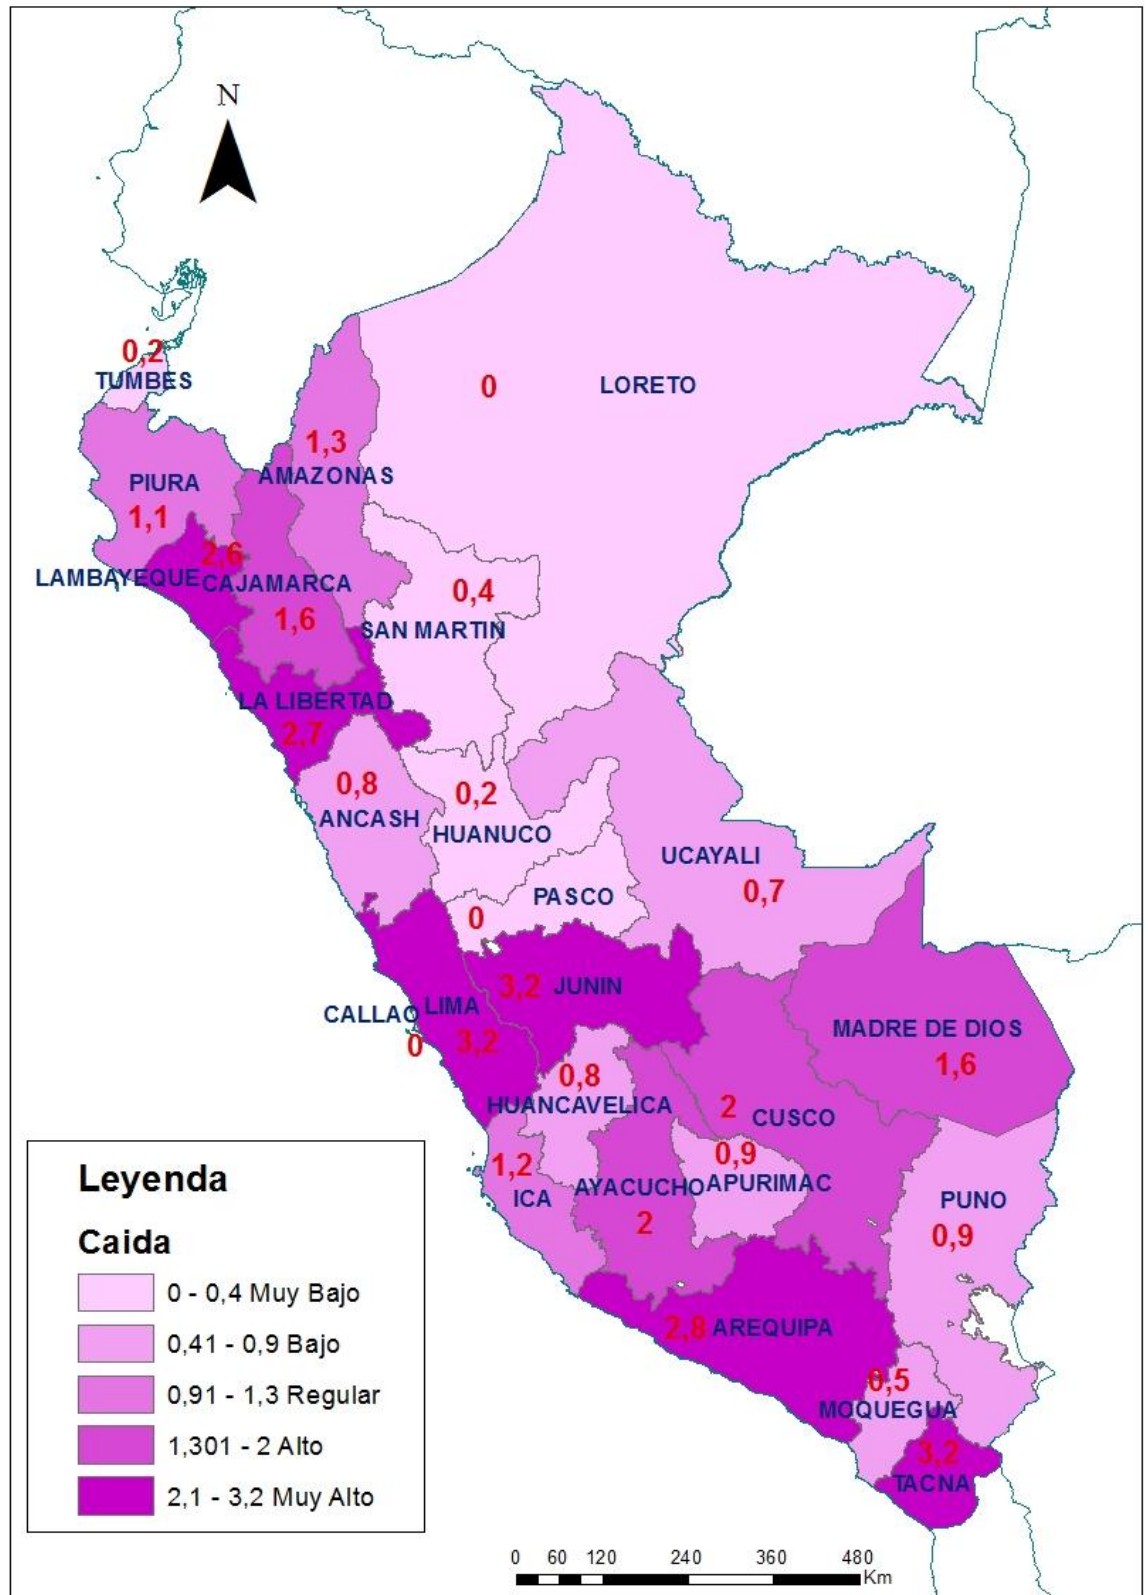 N
0,2
TUMBES
0
LORETO
1,3
AMAZONAS
PIURA
1,1
2,6
LAMBAYEQUE
CAJAMARCA
1,6
0,4
SAN MARTIN
LA LIBERTAD
2,7
0,8
ANCASH
0,2
HUANUCO
UCAYALI
0,7
PASCO
0
3,2 JUNIN
CALLAO
0
LIMA
3,2
MADRE DE DIOS
1,6
0,8
HUANCAVELICA
2
CUSCO
0,9
APURIMAC
1,2
ICA
AYACUCHO
2
PUNO
0,9
2,8 AREQUIPA
0,5
MOQUEGUA
3,2
TACNA
Leyenda
Caida
0 - 0,4 Muy Bajo
0,41 - 0,9 Bajo
0,91 - 1,3 Regular
1,301 - 2 Alto
2,1 - 3,2 Muy Alto
0 60 120 240 360 480
Km